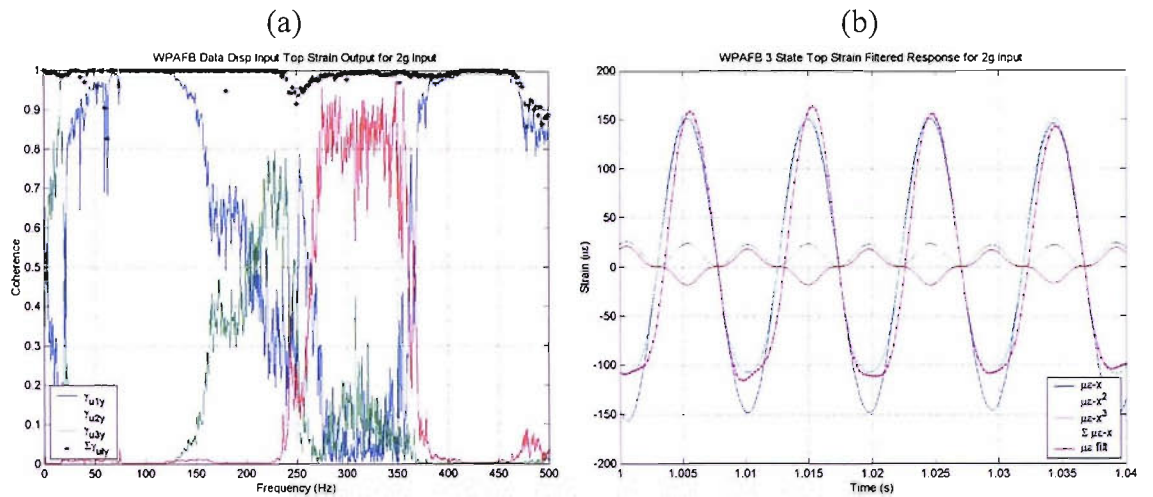 (a)
WPAFB Data Disp Input Top Strain Output for 2g Input
1
0.9
0.8
0.7
0.6
0.5
0.4
0.3
0.2
0.1
0
Coherence
γu1y
γu2y
γu3y
Σγuiy
0 50 100 150 200 250 300 350 400 450 500
Frequency (Hz)
(b)
WPAFB 3 State Top Strain Filtered Response for 2g Input
200
150
100
50
0
-50
-100
-150
-200
Strain (με)
με-x
με-x²
με-x³
Σ με-x
με filt
1 1.005 1.01 1.015 1.02 1.025 1.03 1.035 1.04
Time (s)